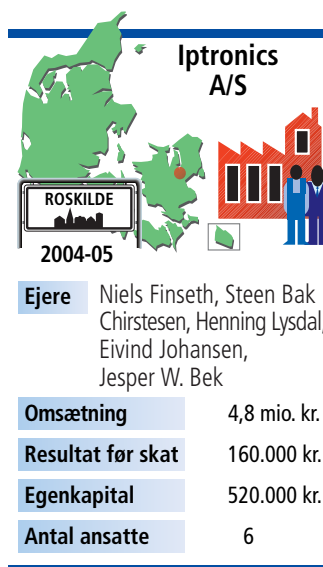 Iptronics
A/S
ROSKILDE
2004-05
Ejere Niels Finseth, Steen Bak
Chirstesen, Henning Lysdal,
Eivind Johansen,
Jesper W. Bek
Omsætning 4,8 mio. kr.
Resultat før skat 160.000 kr.
Egenkapital 520.000 kr.
Antal ansatte 6